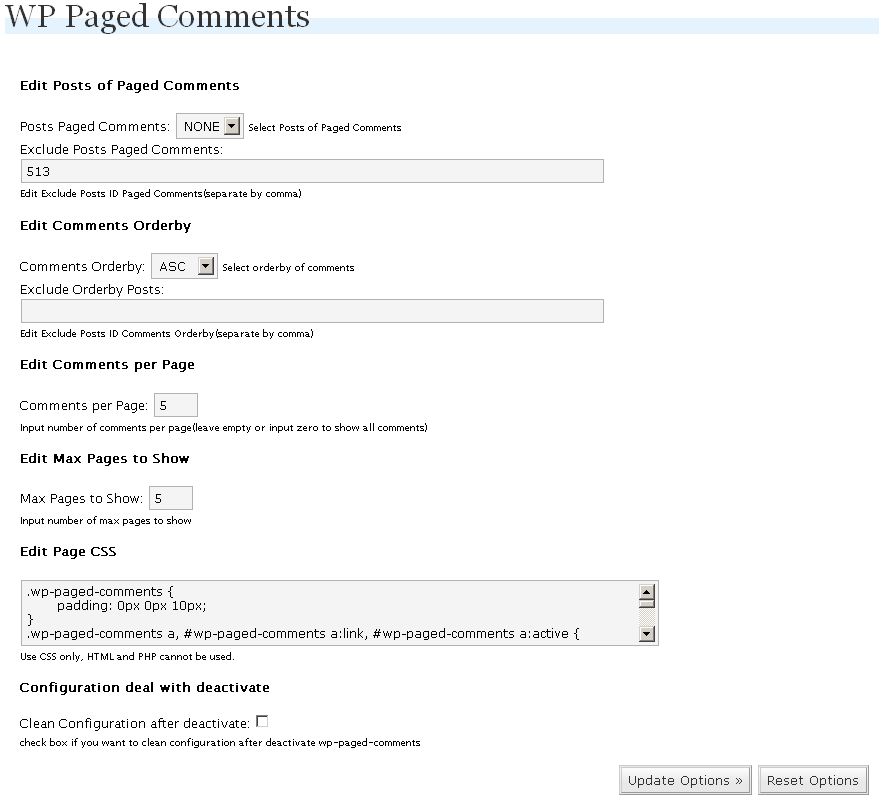 WP Paged Comments
Edit Posts of Paged Comments
Posts Paged Comments: NONE Select Posts of Paged Comments
Exclude Posts Paged Comments:
513
Edit Exclude Posts ID Paged Comments(separate by comma)
Edit Comments Orderby
Comments Orderby: ASC Select orderby of comments
Exclude Orderby Posts:
Edit Exclude Posts ID Comments Orderby(separate by comma)
Edit Comments per Page
Comments per Page: 5
Input number of comments per page(leave empty or input zero to show all comments)
Edit Max Pages to Show
Max Pages to Show: 5
Input number of max pages to show
Edit Page CSS
.wp-paged-comments {
padding: 0px 0px 10px;
}
.wp-paged-comments a, #wp-paged-comments a:link, #wp-paged-comments a:active {
Use CSS only, HTML and PHP cannot be used.
Configuration deal with deactivate
Clean Configuration after deactivate:
check box if you want to clean configuration after deactivate wp-paged-comments
Update Options » Reset Options